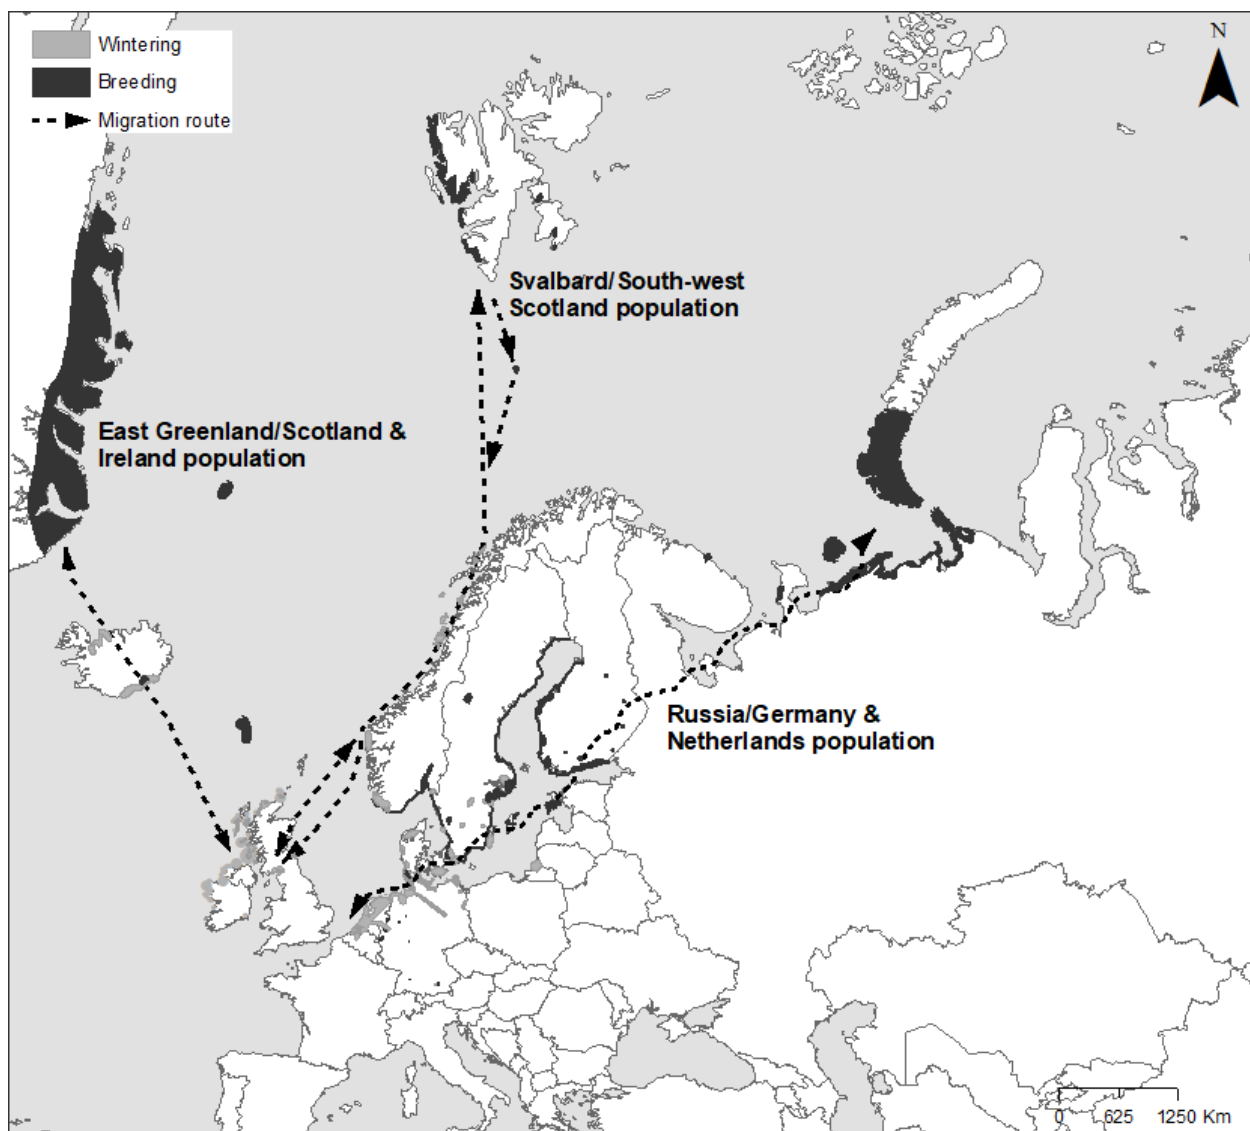 Wintering
Breeding
Migration route
N
Svalbard/South-west
Scotland population
East Greenland/Scotland &
Ireland population
Russia/Germany &
Netherlands population
0 625 1250 Km